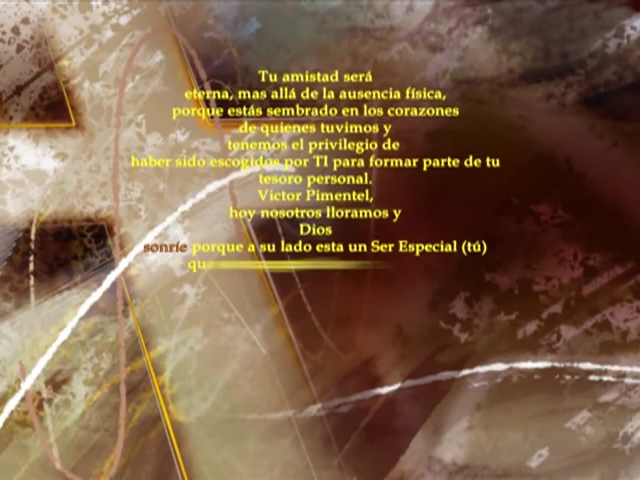 Tu amistad será
eterna, mas allá de la ausencia física,
porque estás sembrado en los corazones
de quienes tuvimos y
tenemos el privilegio de
haber sido escogidos por TI para formar parte de tu
tesoro personal.
Victor Pimentel,
hoy nosotros lloramos y
Dios
sonríe porque a su lado esta un Ser Especial (tú)
qu